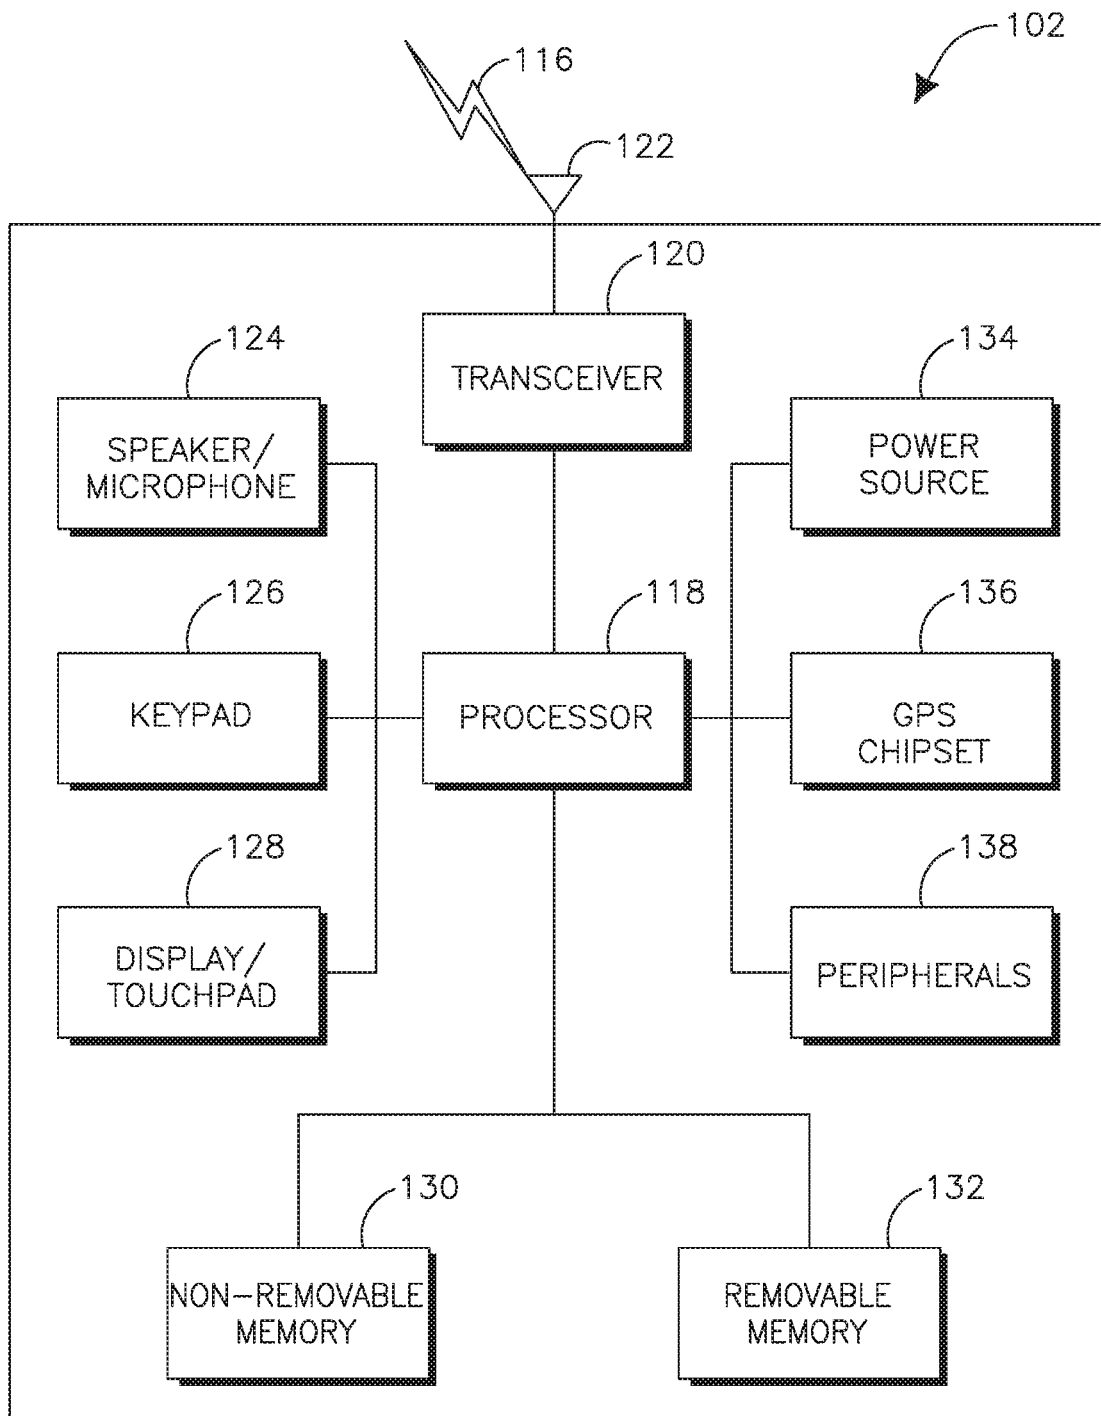 102
116
122
120
TRANSCEIVER
124
SPEAKER/
MICROPHONE
134
POWER
SOURCE
126
KEYPAD
118
PROCESSOR
136
GPS
CHIPSET
128
DISPLAY/
TOUCHPAD
138
PERIPHERALS
130
NON-REMOVABLE
MEMORY
132
REMOVABLE
MEMORY